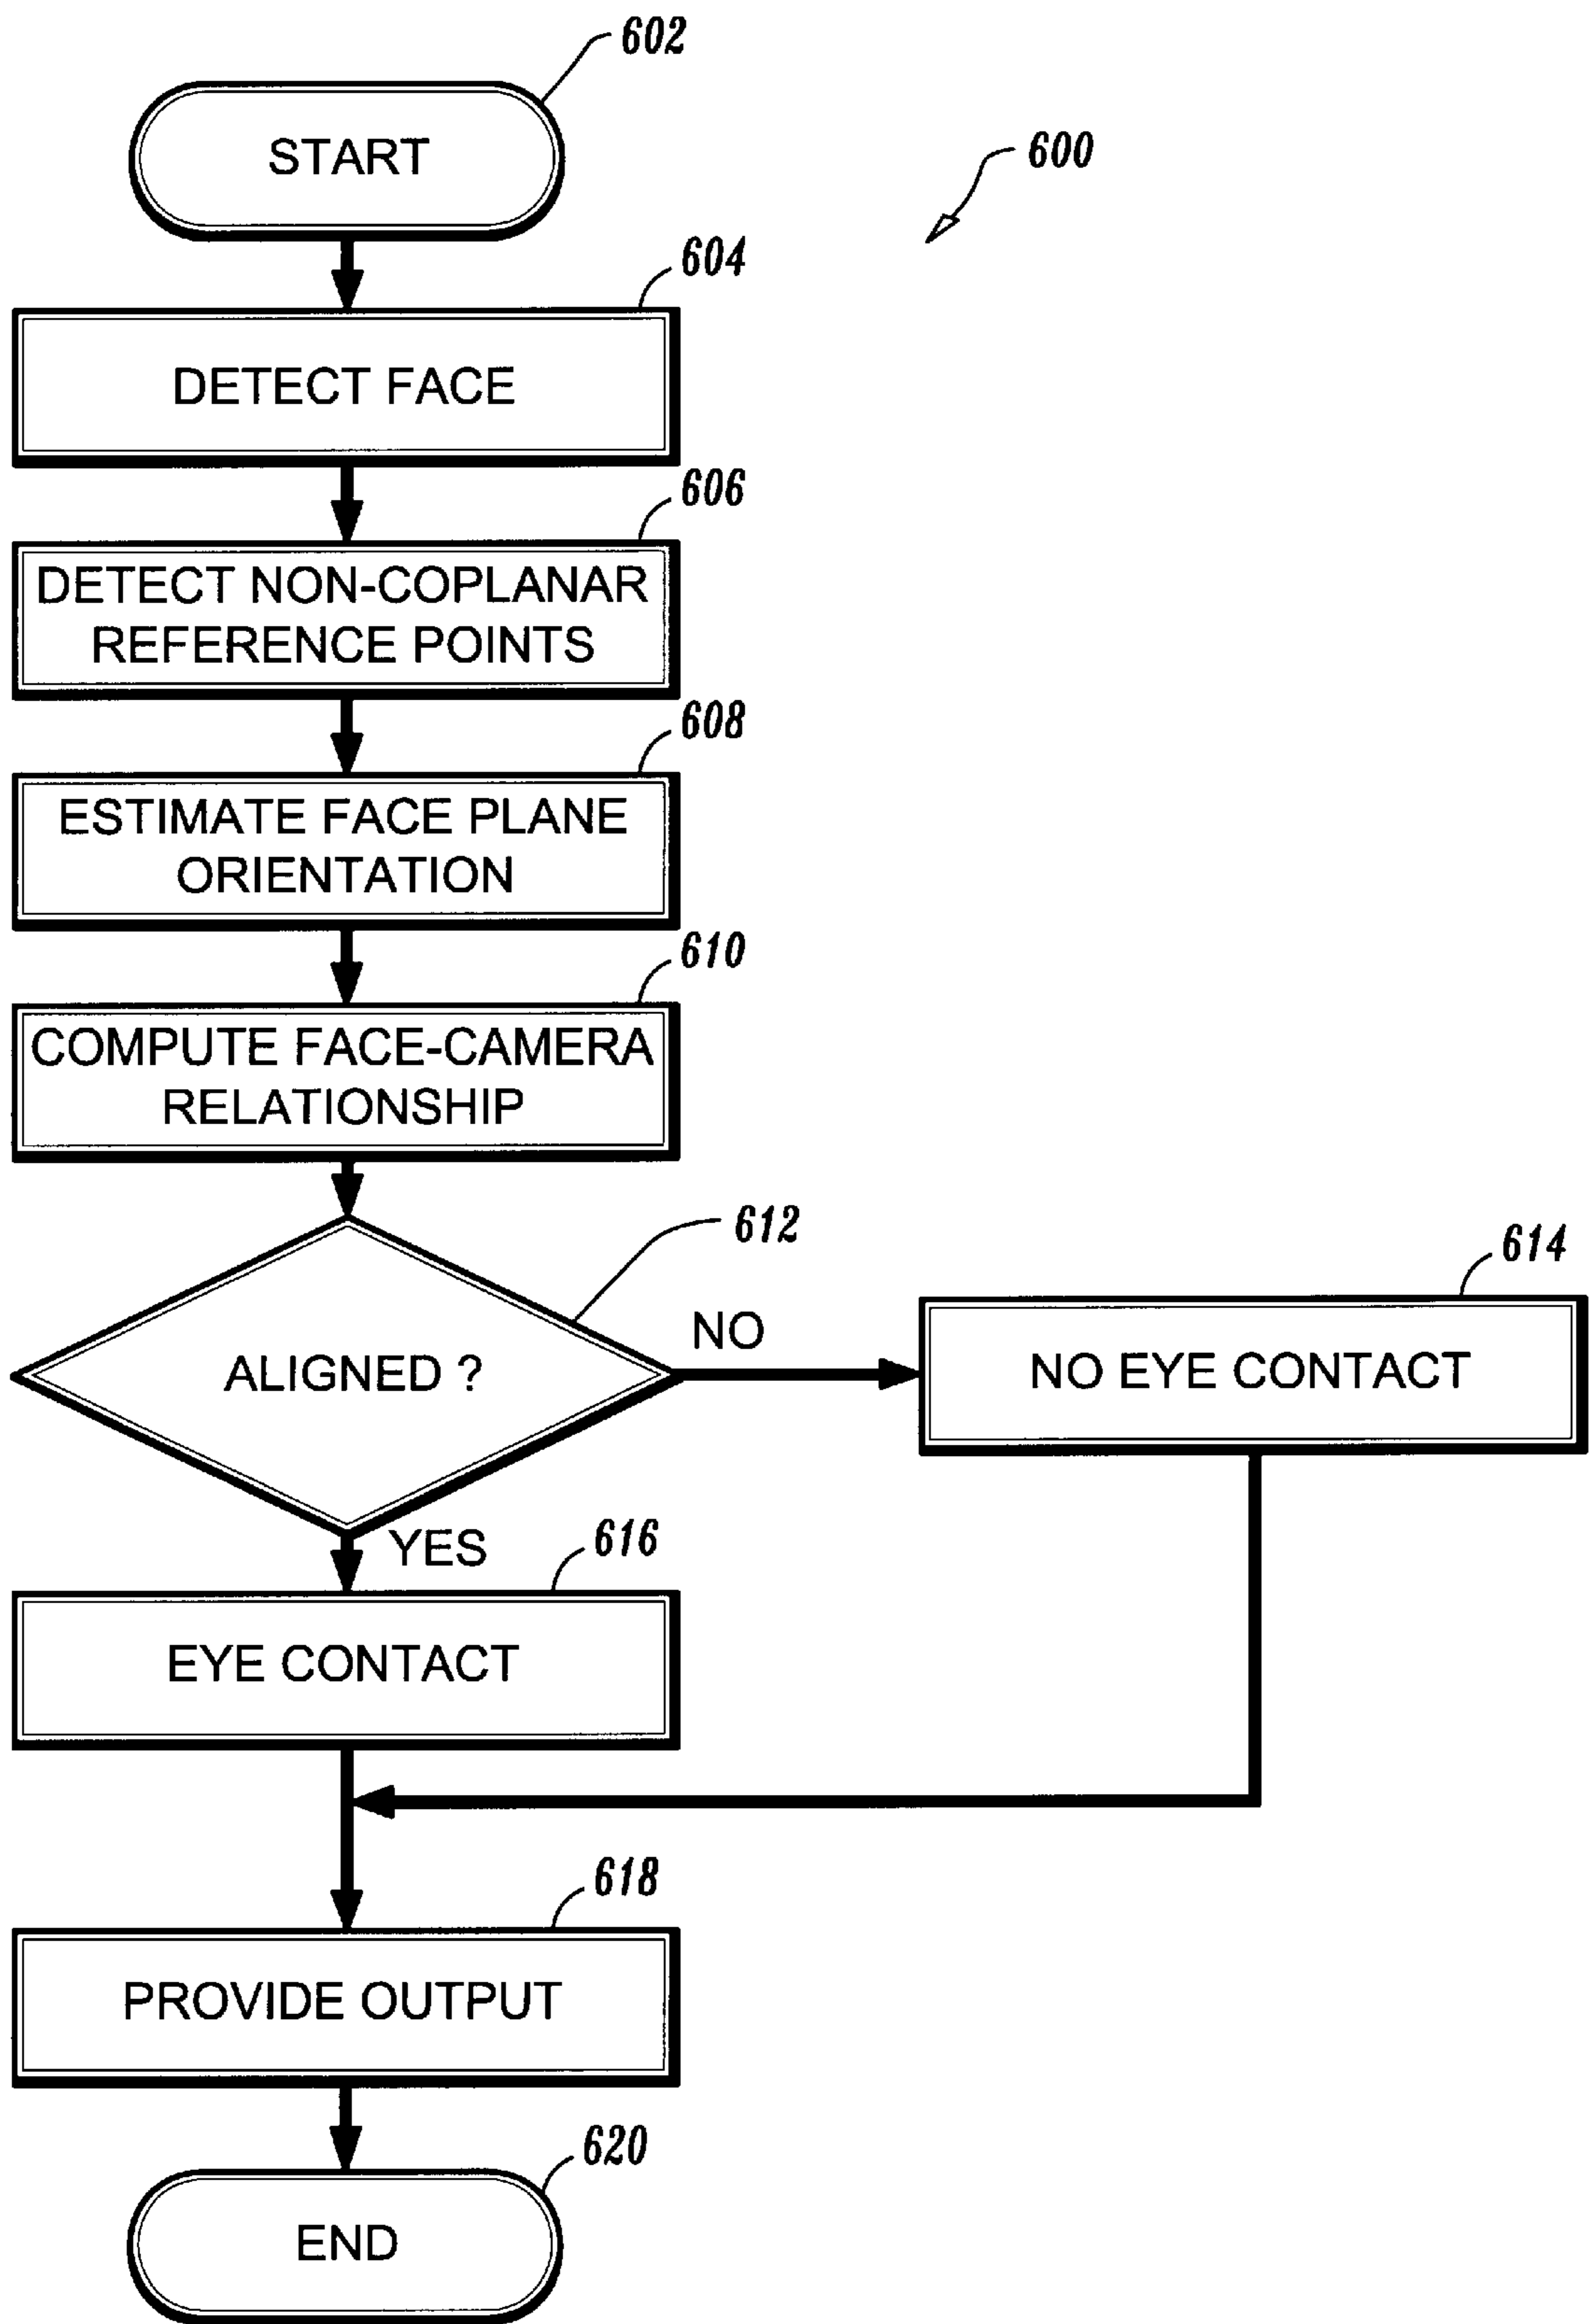 602
START
600
604
DETECT FACE
606
DETECT NON-COPLANAR
REFERENCE POINTS
608
ESTIMATE FACE PLANE
ORIENTATION
610
COMPUTE FACE-CAMERA
RELATIONSHIP
612
ALIGNED ?
NO
614
NO EYE CONTACT
YES
616
EYE CONTACT
618
PROVIDE OUTPUT
620
END